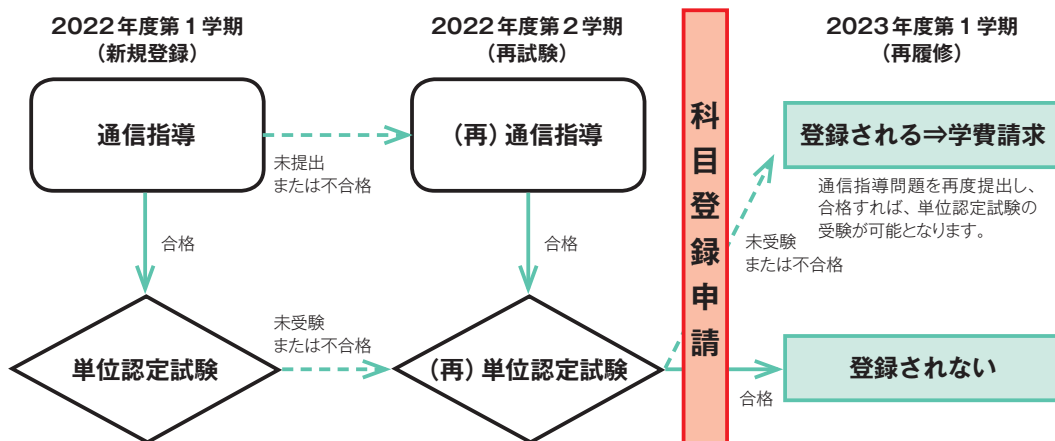 2022年度第1学期
(新規登録)
2022年度第2学期
(再試験)
2023年度第1学期
(再履修)
通信指導
未提出
または不合格
(再)通信指導
科目登録申請
登録される⇒学費請求
通信指導問題を再度提出し、
合格すれば、単位認定試験の
受験が可能となります。
合格
合格
未受験
または不合格
単位認定試験
未受験
または不合格
(再)単位認定試験
合格
登録されない